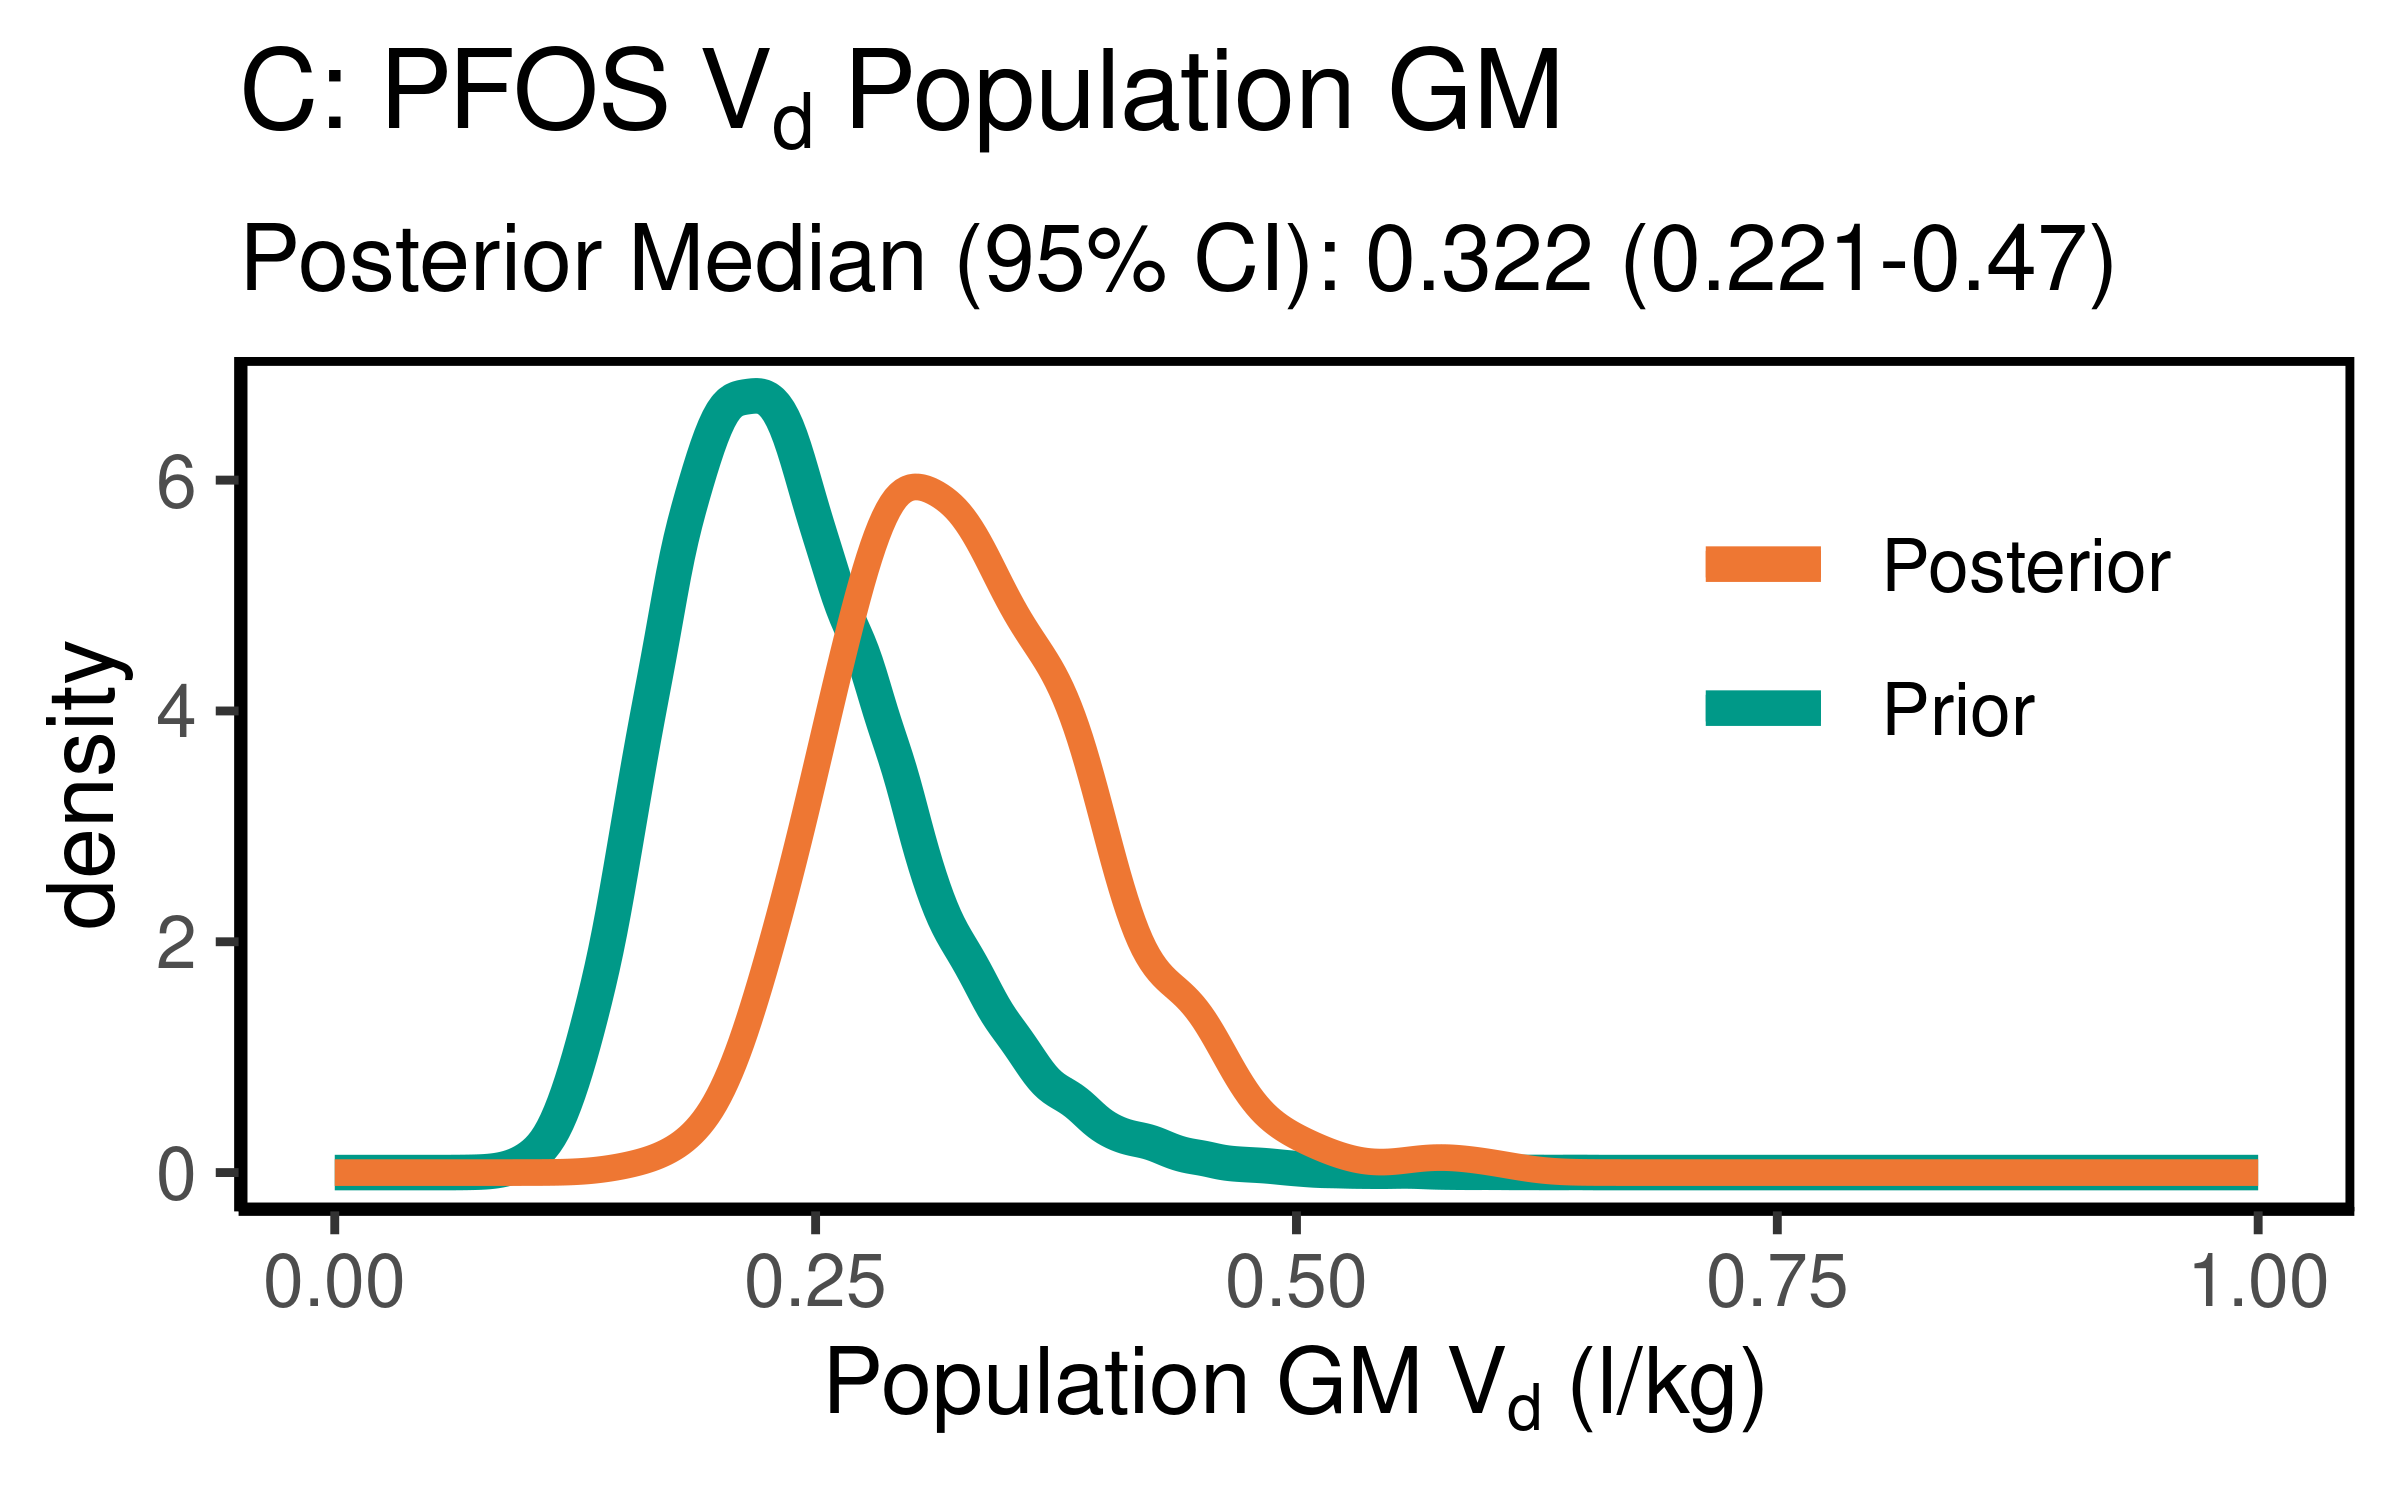 C: PFOS Vd Population GM
Posterior Median (95% CI): 0.322 (0.221-0.47)
density
6
4
2
0
Posterior
Prior
0.00 0.25 0.50 0.75 1.00
Population GM Vd (l/kg)